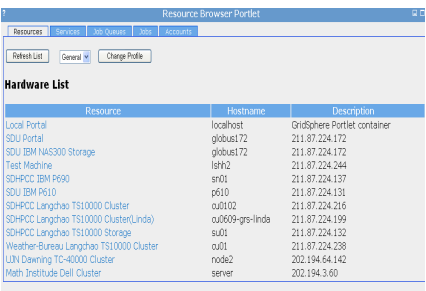 ? Resource Browser Portlet
Resources Services Job Queues Jobs Accounts
Refresh List General Change Profile
Hardware List
Resource Hostname Description
Local Portal localhost GridSphere Portlet container
SDU Portal globus172 211.87.224.172
SDU IBM NAS300 Storage globus172 211.87.224.172
Test Machine lshh2 211.87.224.244
SDHPCC IBM P690 sn01 211.87.224.137
SDU IBM P610 p610 211.87.224.131
SDHPCC Langchao TS10000 Cluster cu0102 211.87.224.216
SDHPCC Langchao TS10000 Cluster(Linda) cu0609-grs-linda 211.87.224.199
SDHPCC Langchao TS10000 Storage su01 211.87.224.132
Weather-Bureau Langchao TS10000 Cluster cu01 211.87.226.238
UJN Dawning TC-40000 Cluster node2 202.194.64.142
Math Institude Dell Cluster server 202.194.3.60